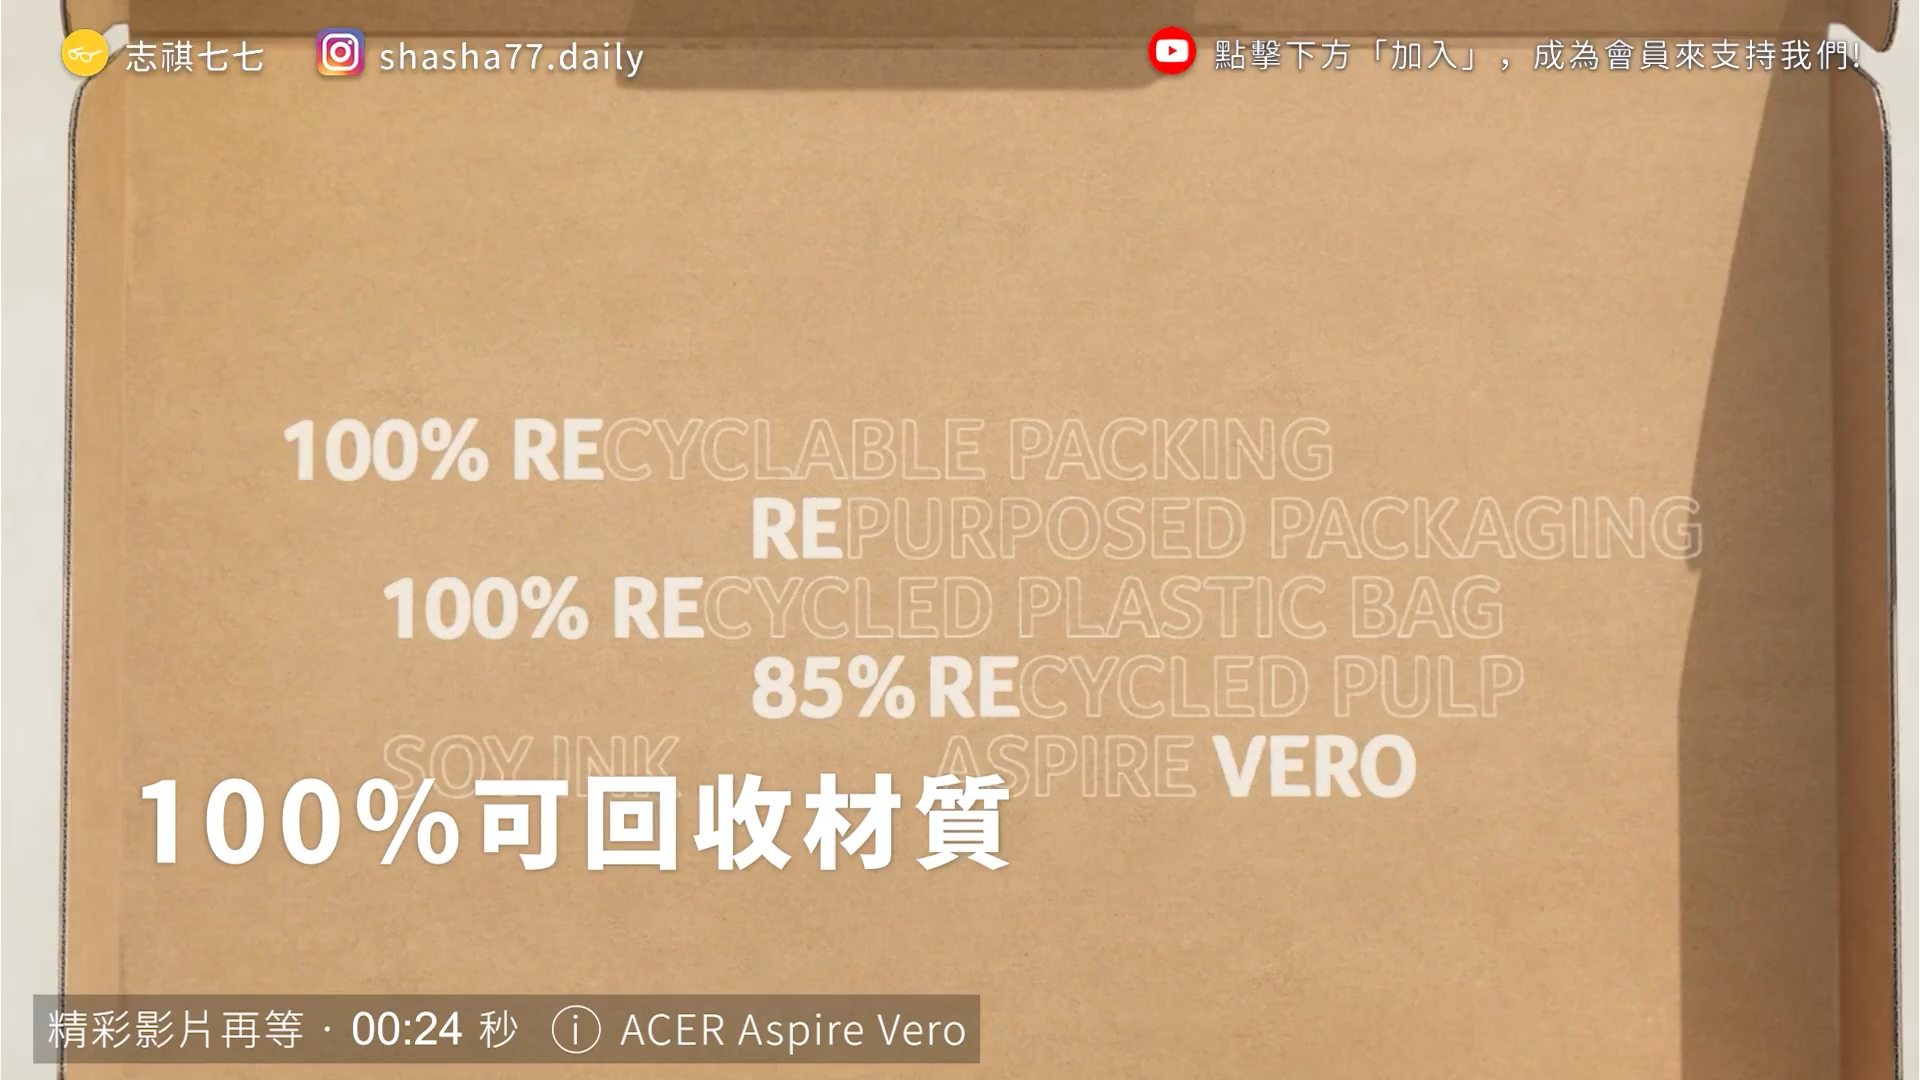 志祺七七 shasha77.daily 點擊下方「加入」，成為會員來支持我們!
100% RECYCLABLE PACKING
REPURPOSED PACKAGING
100% RECYCLED PLASTIC BAG
85% RECYCLED PULP
SOY INK ASPIRE VERO
100%可回收材質
精彩影片再等 · 00:24 秒 ⓘ ACER Aspire Vero